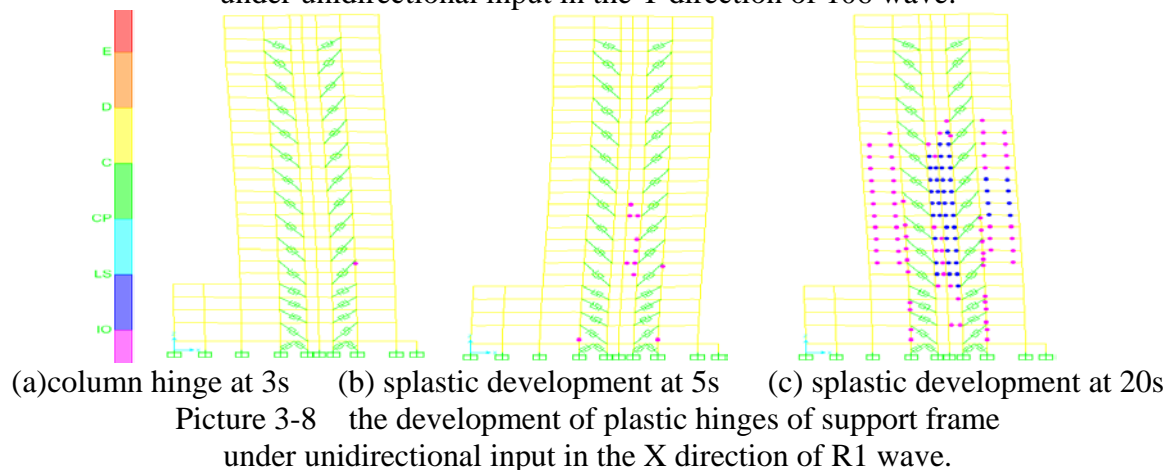 under unidirectional input in the Y direction of 106 wave.
E
D
C
CP
LS
IO
(a)column hinge at 3s (b) splastic development at 5s (c) splastic development at 20s
Picture 3-8 the development of plastic hinges of support frame
under unidirectional input in the X direction of R1 wave.